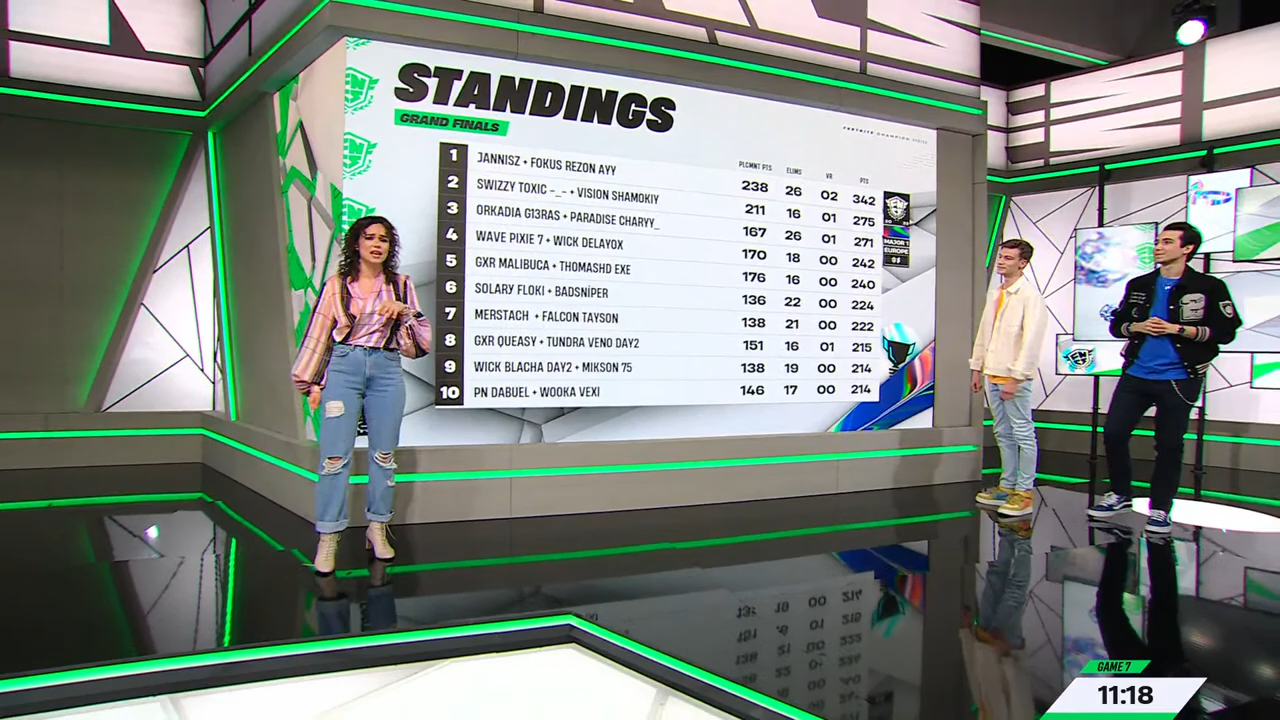 STANDINGS
GRAND FINALS
FORTNITE CHAMPION SERIES
PLCMNT PTS ELIMS VR PTS
1 JANNISZ + FOKUS REZON AYY 238 26 02 342
2 SWIZZY TOXIC -_- + VISION SHAMOKIY 211 16 01 275
3 ORKADIA G13RAS + PARADISE CHARYY_ 167 26 01 271
4 WAVE PIXIE 7 + WICK DELAYOX 170 18 00 242
5 GXR MALIBUCA + THOMASHD EXE 176 16 00 240
6 SOLARY FLOKI + BADSNÍPER 136 22 00 224
7 MERSTACH + FALCON TAYSON 138 21 00 222
8 GXR QUEASY + TUNDRA VENO DAY2 151 16 01 215
9 WICK BLACHA DAY2 + MIKSON 75 138 19 00 214
10 PN DABUEL + WOOKA VEXI 146 17 00 214
MAJOR 1
EUROPE
GAME 7
11:18